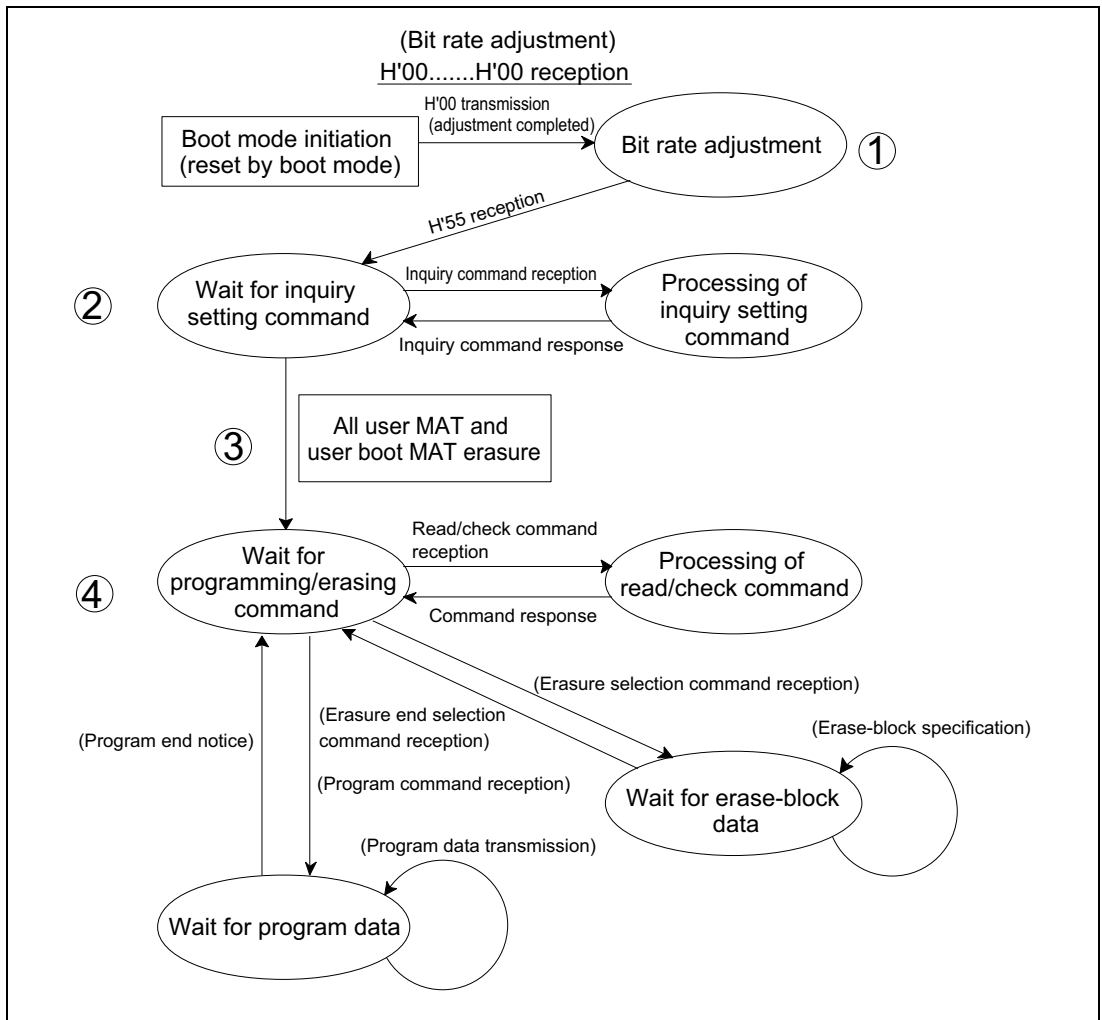 (Bit rate adjustment)
H'00.......H'00 reception
H'00 transmission
(adjustment completed)
Boot mode initiation
(reset by boot mode)
Bit rate adjustment
1
H'55 reception
2
Wait for inquiry
setting command
Inquiry command reception
Inquiry command response
Processing of
inquiry setting
command
3
All user MAT and
user boot MAT erasure
4
Wait for
programming/erasing
command
Read/check command
reception
Command response
Processing of
read/check command
(Erasure selection command reception)
(Program end notice)
(Erasure end selection
command reception)
(Program command reception)
(Erase-block specification)
Wait for erase-block
data
(Program data transmission)
Wait for program data